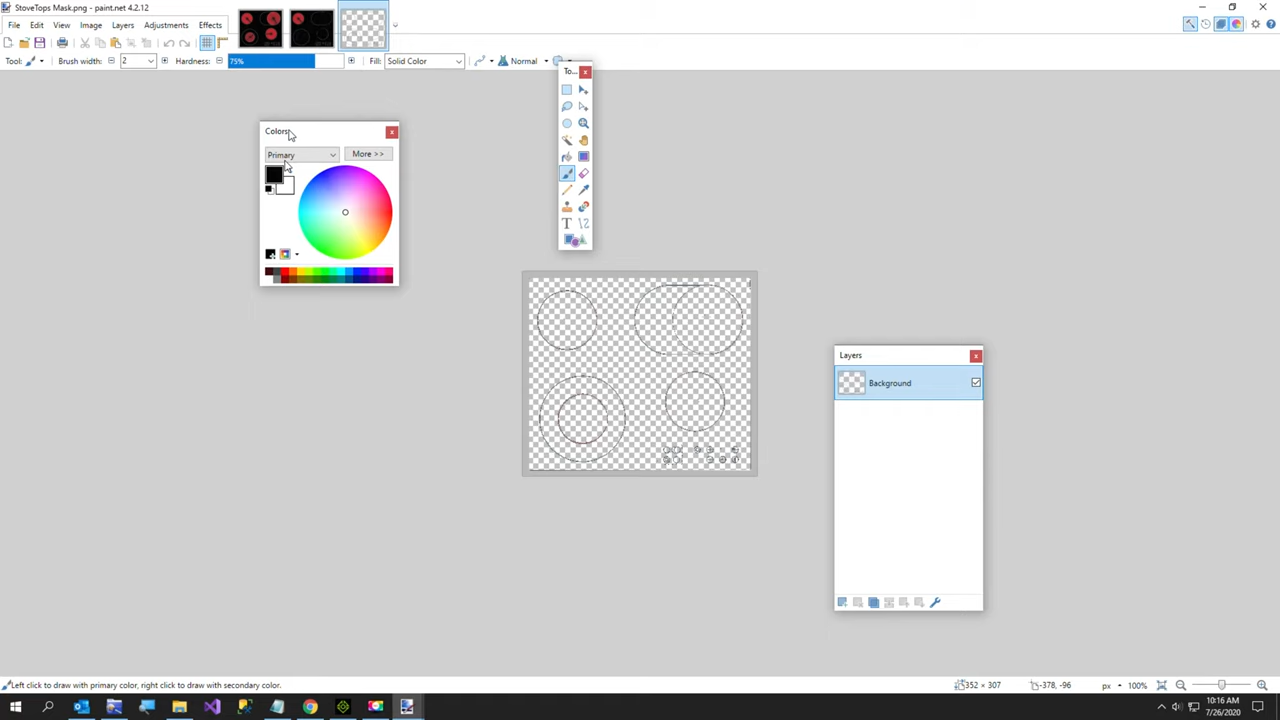 StoveTops Mask.png - paint.net 4.2.12
File Edit View Image Layers Adjustments Effects
Tool: Brush width: 2 Hardness: 75% Fill: Solid Color Normal
To...
Colors
Primary More >>
Layers
Background
Left click to draw with primary color, right click to draw with secondary color. 352 × 307 -378, -96 px 100%
10:16 AM
7/26/2020